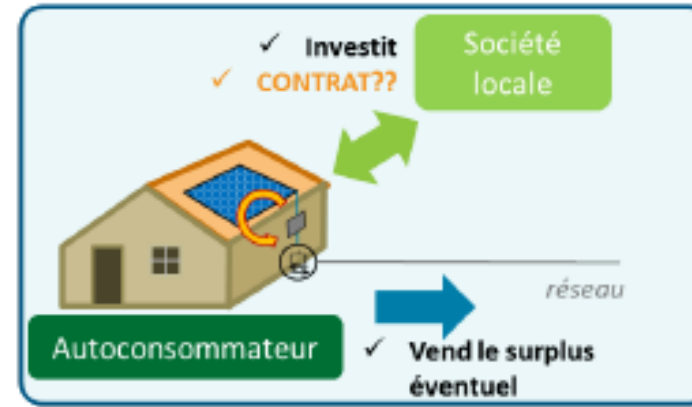 ✓ Investit
✓ CONTRAT??
Société
locale
réseau
Autoconsommateur
✓ Vend le surplus
éventuel